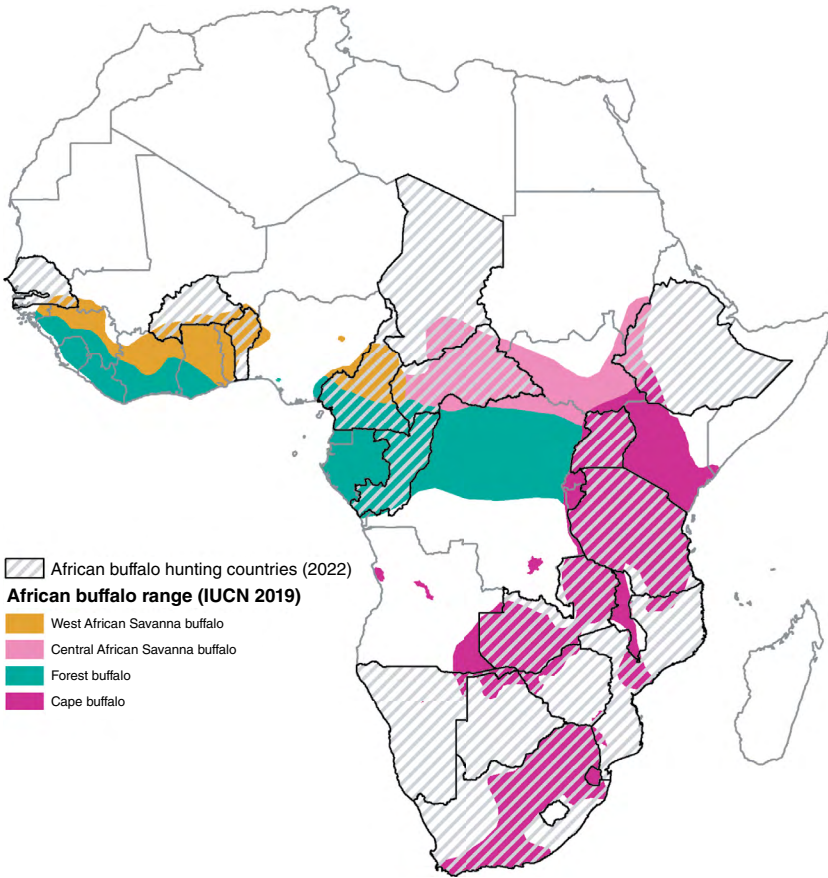 African buffalo hunting countries (2022)
African buffalo range (IUCN 2019)
West African Savanna buffalo
Central African Savanna buffalo
Forest buffalo
Cape buffalo